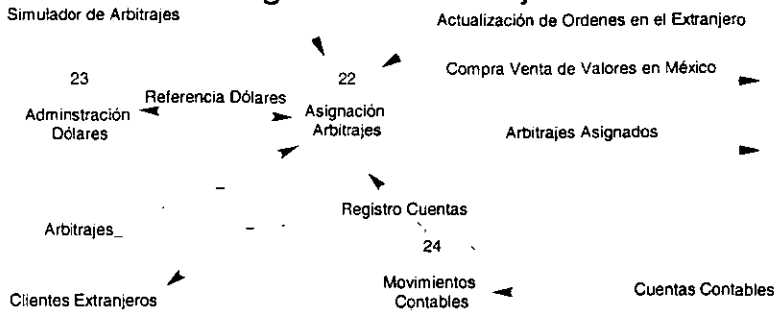 Simulador de Arbitrajes
Actualización de Ordenes en el Extranjero
23
22
Compra Venta de Valores en México
Referencia Dólares
Adminstración
Dólares
Asignación
Arbitrajes
Arbitrajes Asignados
Registro Cuentas
Arbitrajes_
24
Movimientos
Contables
Clientes Extranjeros
Cuentas Contables